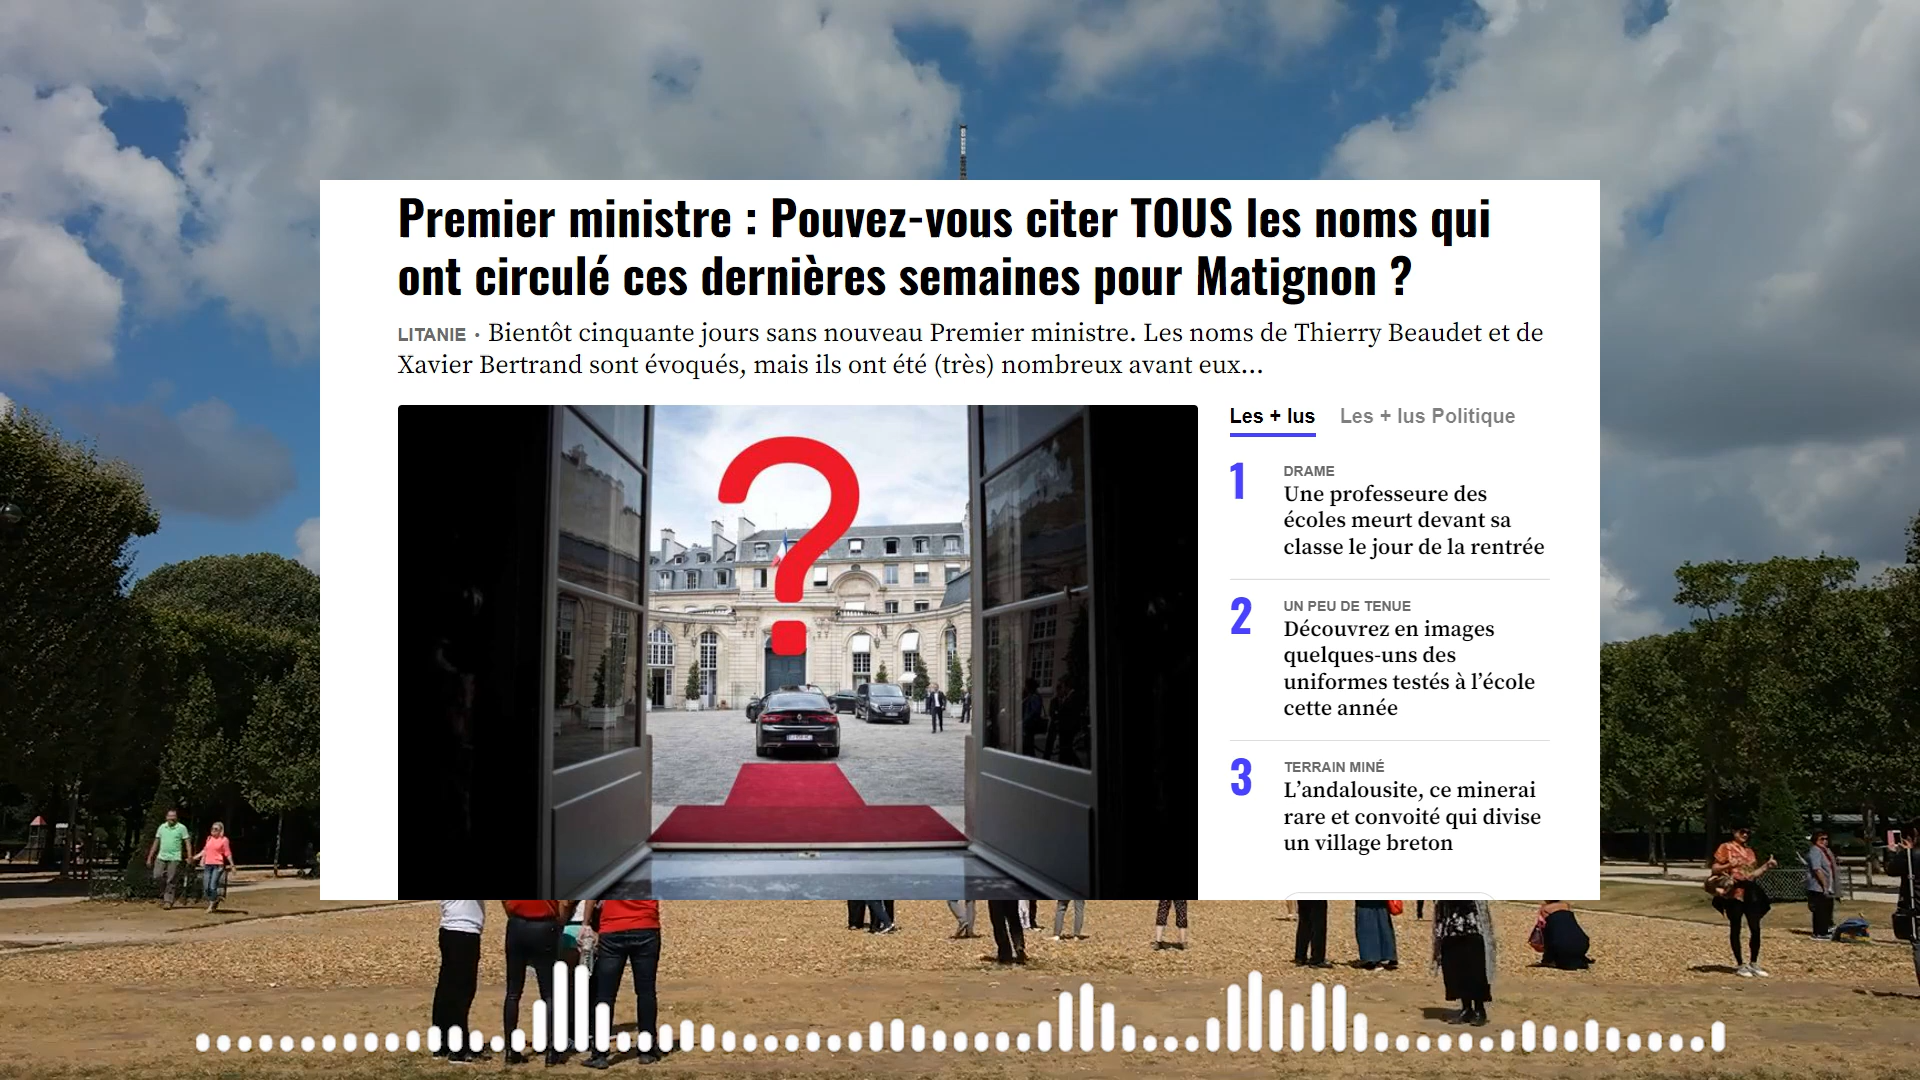 Premier ministre : Pouvez-vous citer TOUS les noms qui
ont circulé ces dernières semaines pour Matignon ?
LITANIE • Bientôt cinquante jours sans nouveau Premier ministre. Les noms de Thierry Beaudet et de
Xavier Bertrand sont évoqués, mais ils ont été (très) nombreux avant eux…
Les + lus Les + lus Politique
1 DRAME
Une professeure des
écoles meurt devant sa
classe le jour de la rentrée
2 UN PEU DE TENUE
Découvrez en images
quelques-uns des
uniformes testés à l’école
cette année
3 TERRAIN MINÉ
L’andalousite, ce minerai
rare et convoité qui divise
un village breton
?